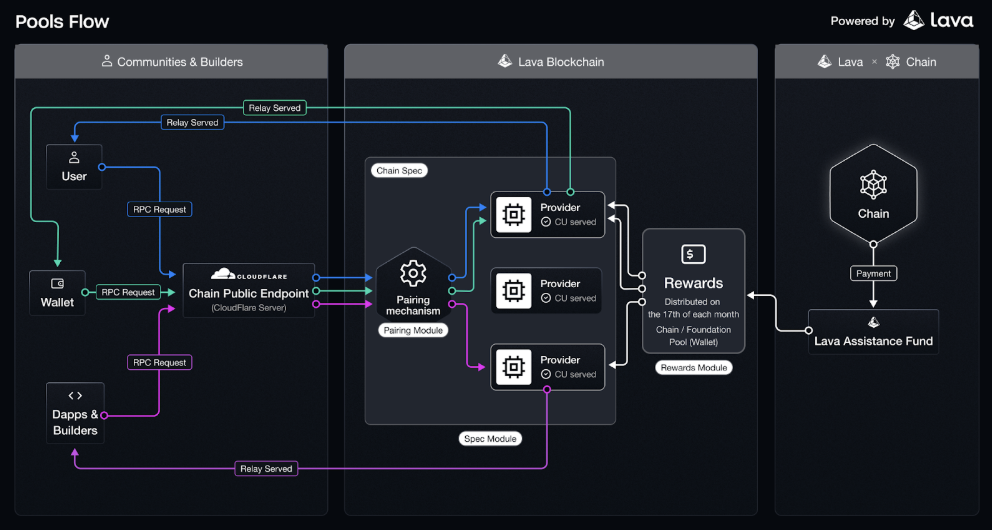 Pools Flow
Powered by Lava
Communities & Builders
Lava Blockchain
Lava × Chain
Relay Served
Relay Served
User
RPC Request
Wallet
RPC Request
CLOUDFLARE
Chain Public Endpoint
(CloudFlare Server)
RPC Request
Dapps &
Builders
Relay Served
Chain Spec
Pairing
mechanism
Pairing Module
Provider
CU served
Provider
CU served
Provider
CU served
Spec Module
Rewards
Distributed on
the 17th of each month
Chain / Foundation
Pool (Wallet)
Rewards Module
Chain
Payment
Lava Assistance Fund